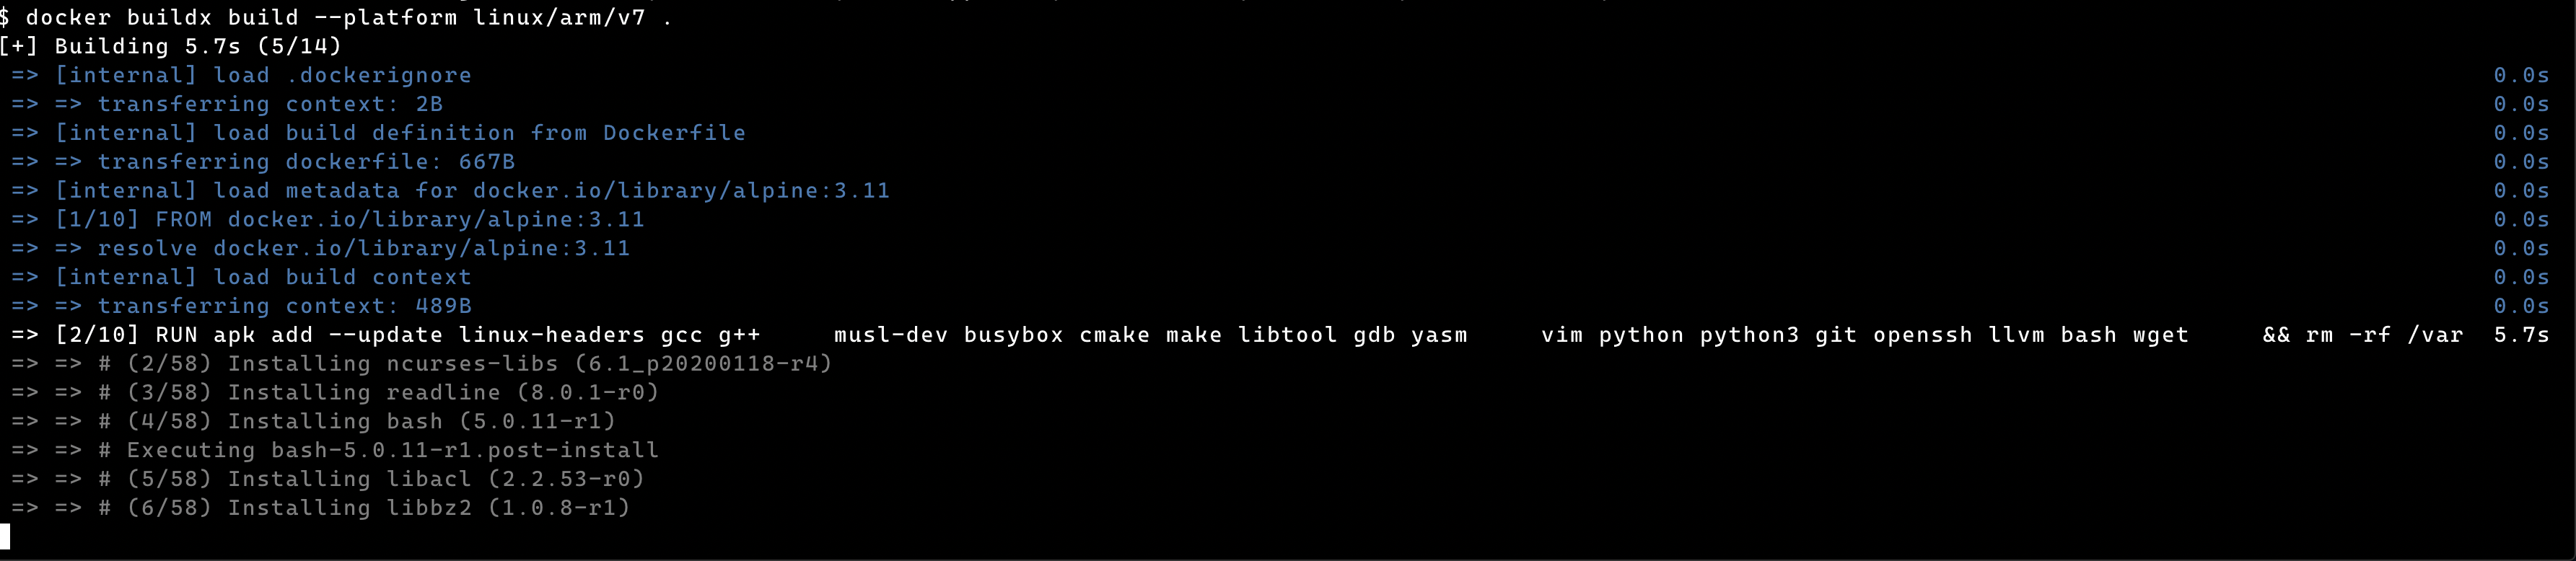 $ docker buildx build --platform linux/arm/v7 .
[+] Building 5.7s (5/14)
=> [internal] load .dockerignore 0.0s
=> => transferring context: 2B 0.0s
=> [internal] load build definition from Dockerfile 0.0s
=> => transferring dockerfile: 667B 0.0s
=> [internal] load metadata for docker.io/library/alpine:3.11 0.0s
=> [1/10] FROM docker.io/library/alpine:3.11 0.0s
=> => resolve docker.io/library/alpine:3.11 0.0s
=> [internal] load build context 0.0s
=> => transferring context: 489B 0.0s
=> [2/10] RUN apk add --update linux-headers gcc g++     musl-dev busybox cmake make libtool gdb yasm     vim python python3 git openssh llvm bash wget     && rm -rf /var  5.7s
=> => # (2/58) Installing ncurses-libs (6.1_p20200118-r4)
=> => # (3/58) Installing readline (8.0.1-r0)
=> => # (4/58) Installing bash (5.0.11-r1)
=> => # Executing bash-5.0.11-r1.post-install
=> => # (5/58) Installing libacl (2.2.53-r0)
=> => # (6/58) Installing libbz2 (1.0.8-r1)